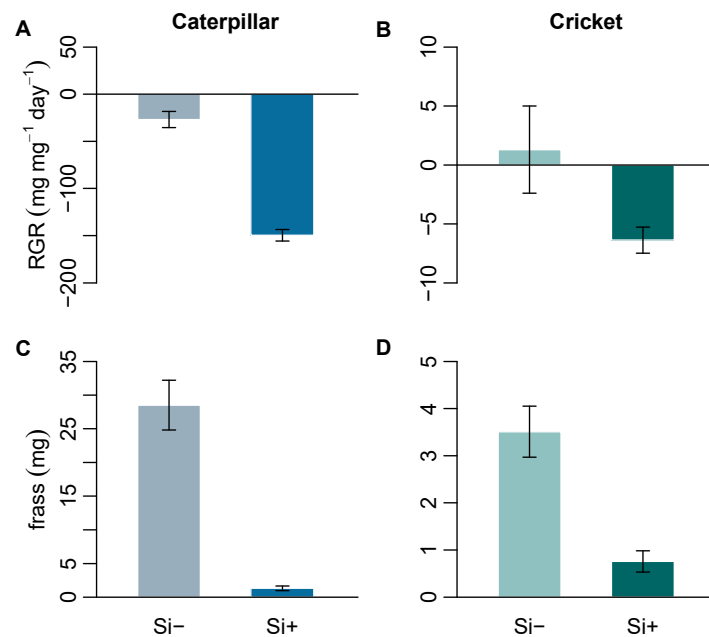 A Caterpillar
B Cricket
RGR (mg mg⁻¹ day⁻¹)
50
0
−100
−200
10
5
0
−5
−10
C
D
frass (mg)
35
25
15
5
0
5
4
3
2
1
0
Si− Si+
Si− Si+